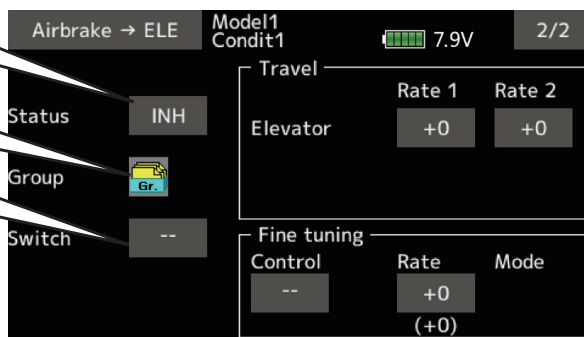 Airbrake → ELE Model1 Condit1 7.9V 2/2
Travel
Rate 1 Rate 2
Status INH Elevator +0 +0
Group Gr.
Switch -- Fine tuning
Control Rate Mode
-- +0
(+0)